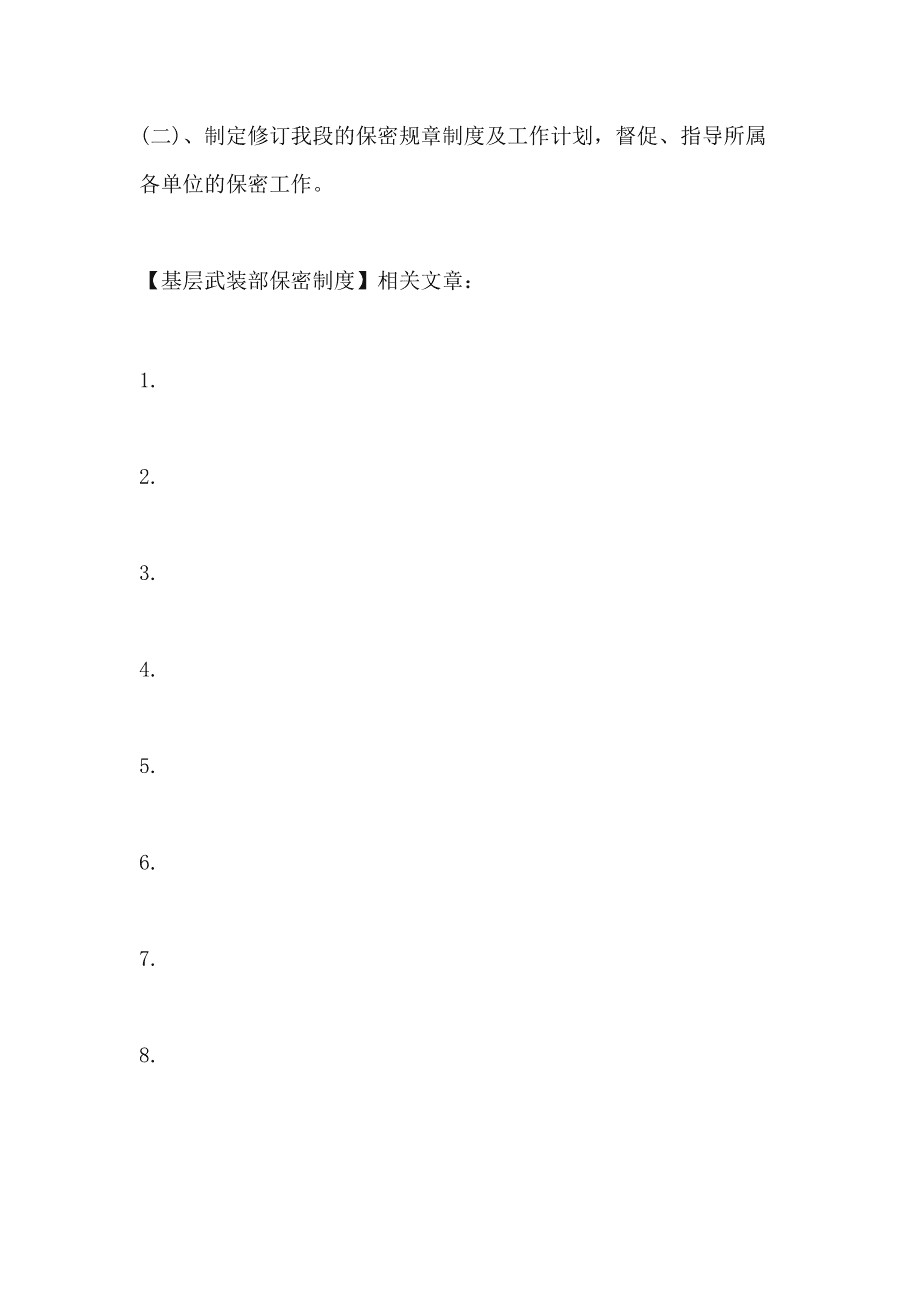 (二)、制定修订我段的保密规章制度及工作计划，督促、指导所属
各单位的保密工作。
【基层武装部保密制度】相关文章：
1.
2.
3.
4.
5.
6.
7.
8.